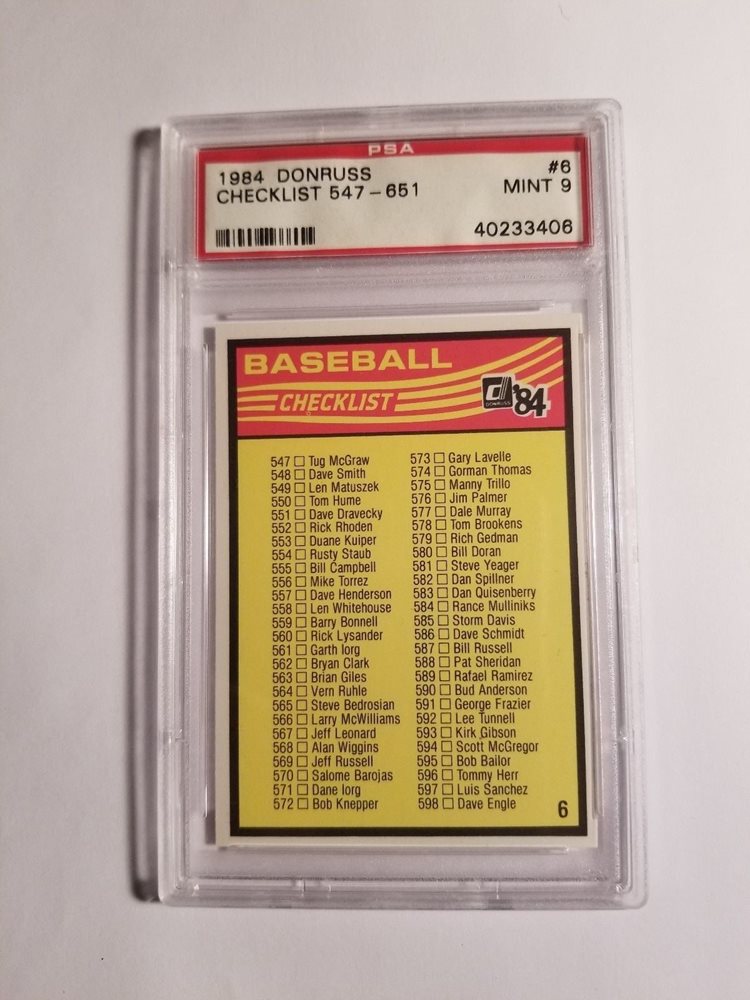 PSA
1984 DONRUSS #6
CHECKLIST 547-651 MINT 9
40233406
BASEBALL
CHECKLIST
DONRUSS '84
547 □ Tug McGraw
548 □ Dave Smith
549 □ Len Matuszek
550 □ Tom Hume
551 □ Dave Dravecky
552 □ Rick Rhoden
553 □ Duane Kuiper
554 □ Rusty Staub
555 □ Bill Campbell
556 □ Mike Torrez
557 □ Dave Henderson
558 □ Len Whitehouse
559 □ Barry Bonnell
560 □ Rick Lysander
561 □ Garth Iorg
562 □ Bryan Clark
563 □ Brian Giles
564 □ Vern Ruhle
565 □ Steve Bedrosian
566 □ Larry McWilliams
567 □ Jeff Leonard
568 □ Alan Wiggins
569 □ Jeff Russell
570 □ Salome Barojas
571 □ Dane Iorg
572 □ Bob Knepper
573 □ Gary Lavelle
574 □ Gorman Thomas
575 □ Manny Trillo
576 □ Jim Palmer
577 □ Dale Murray
578 □ Tom Brookens
579 □ Rich Gedman
580 □ Bill Doran
581 □ Steve Yeager
582 □ Dan Spillner
583 □ Dan Quisenberry
584 □ Rance Mulliniks
585 □ Storm Davis
586 □ Dave Schmidt
587 □ Bill Russell
588 □ Pat Sheridan
589 □ Rafael Ramirez
590 □ Bud Anderson
591 □ George Frazier
592 □ Lee Tunnell
593 □ Kirk Gibson
594 □ Scott McGregor
595 □ Bob Bailor
596 □ Tommy Herr
597 □ Luis Sanchez
598 □ Dave Engle
6